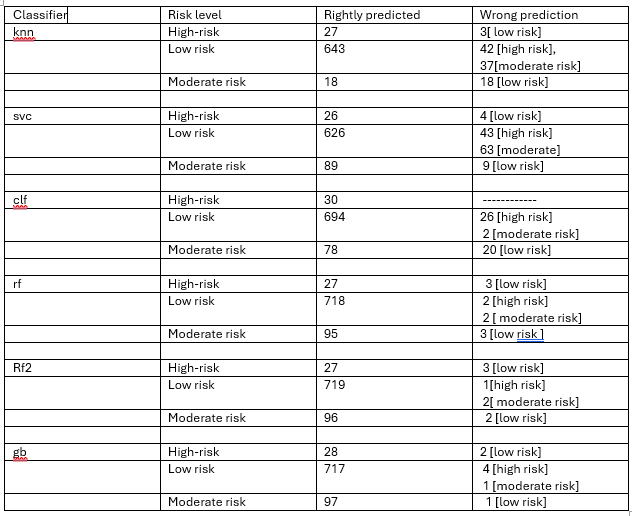 Classifier Risk level Rightly predicted Wrong prediction
knn High-risk 27 3[ low risk]
Low risk 643 42 [high risk],
37[moderate risk]
Moderate risk 18 18 [low risk]
svc High-risk 26 4 [low risk]
Low risk 626 43 [high risk]
63 [moderate]
Moderate risk 89 9 [low risk]
clf High-risk 30 ------------
Low risk 694 26 [high risk]
2 [moderate risk]
Moderate risk 78 20 [low risk]
rf High-risk 27 3 [low risk]
Low risk 718 2 [high risk]
2 [ moderate risk]
Moderate risk 95 3 [low risk ]
Rf2 High-risk 27 3 [low risk]
Low risk 719 1[high risk]
2[ moderate risk]
Moderate risk 96 2 [low risk]
gb High-risk 28 2 [low risk]
Low risk 717 4 [high risk]
1 [moderate risk]
Moderate risk 97 1 [low risk]